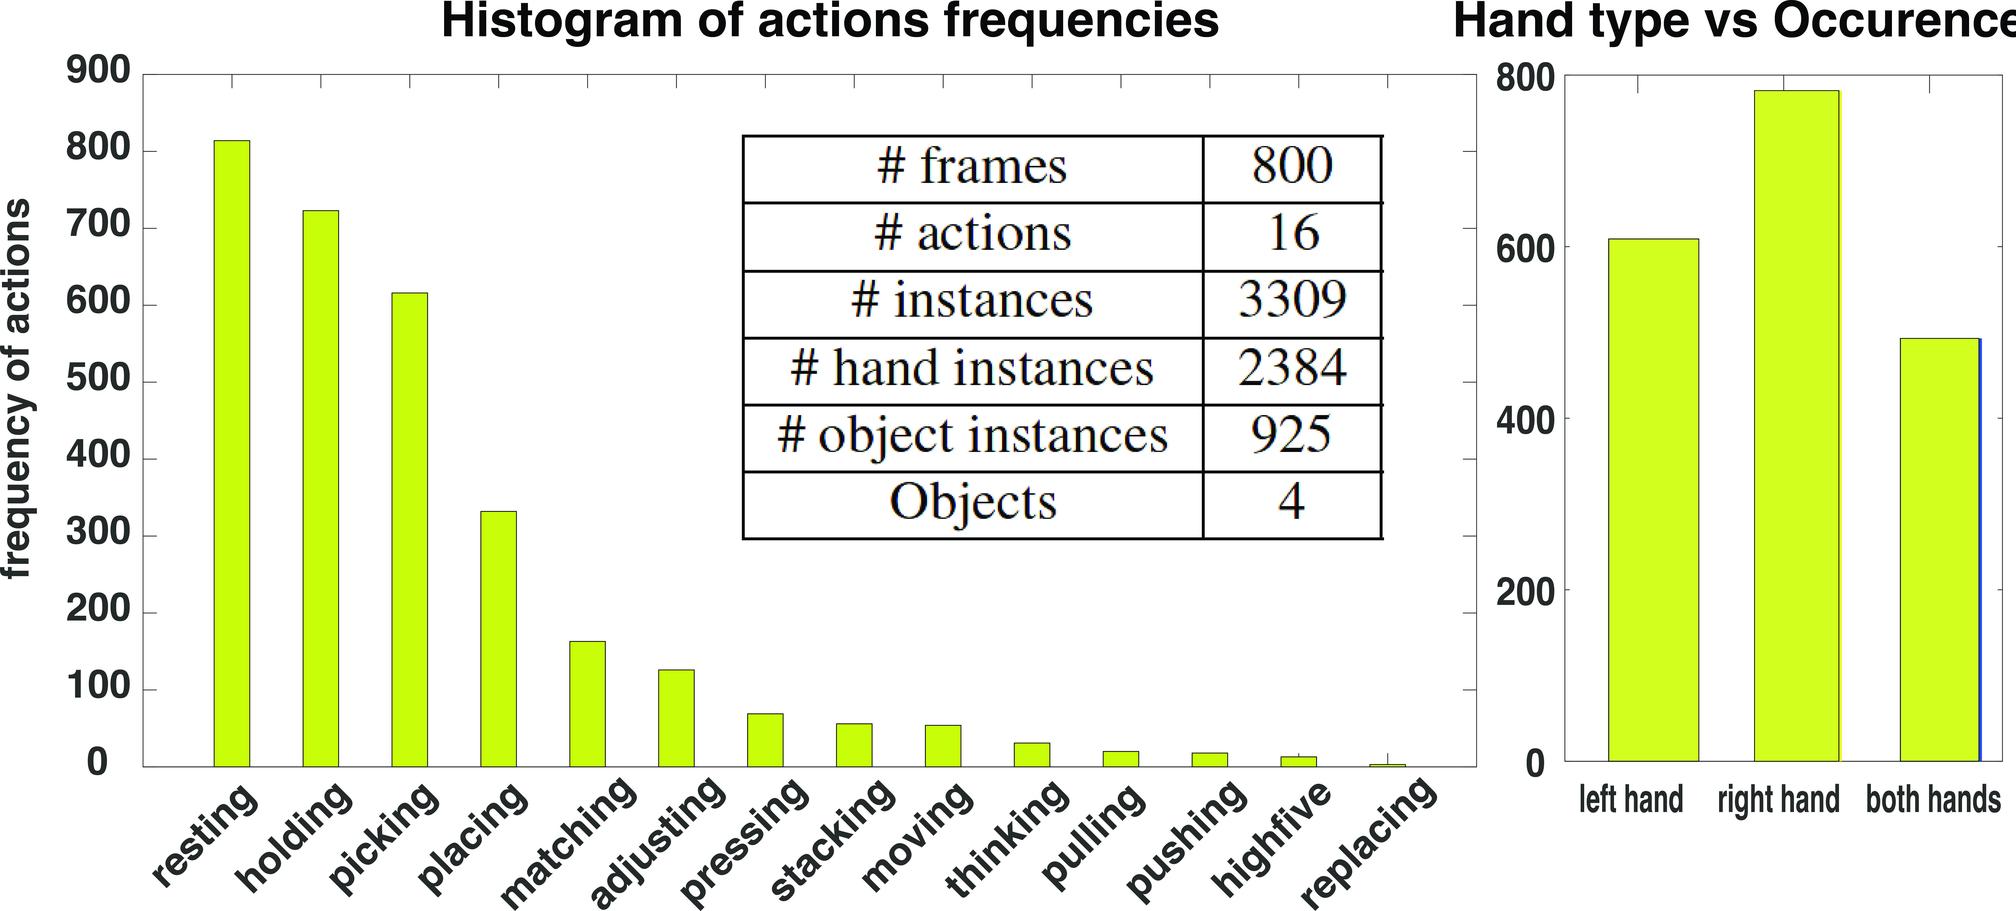 Histogram of actions frequencies
frequency of actions
900
800
700
600
500
400
300
200
100
0
resting
holding
picking
placing
matching
adjusting
pressing
stacking
moving
thinking
pulling
pushing
highfive
replacing
# frames 800
# actions 16
# instances 3309
# hand instances 2384
# object instances 925
Objects 4
Hand type vs Occurence
800
600
400
200
0
left hand
right hand
both hands